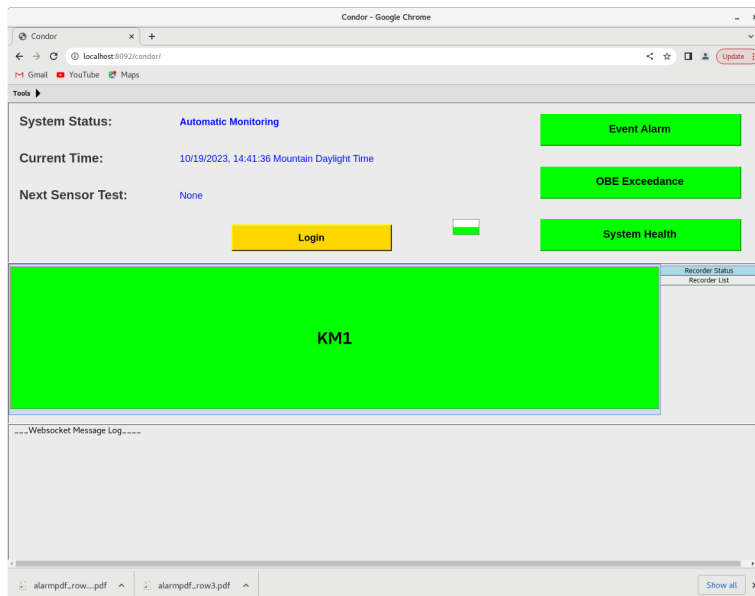 Condor - Google Chrome
Condor
localhost:8092/condor/
Update
Gmail YouTube Maps
Tools
System Status: Automatic Monitoring
Event Alarm
Current Time: 10/19/2023, 14:41:36 Mountain Daylight Time
OBE Exceedance
Next Sensor Test: None
Login
System Health
Recorder Status
Recorder List
KM1
___Websocket Message Log____
alarmpdf_row....pdf alarmpdf_row3.pdf Show all